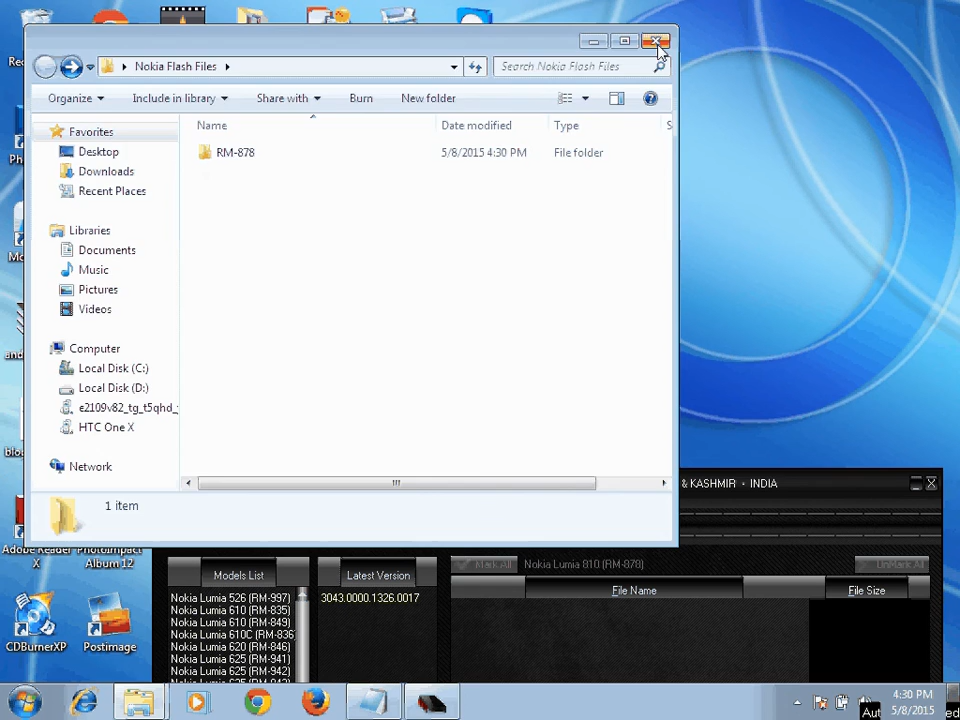 Nokia Flash Files
Search Nokia Flash Files
Organize
Include in library
Share with
Burn
New folder
Name
Date modified
Type
S
RM-878
5/8/2015 4:30 PM
File folder
Favorites
Desktop
Downloads
Recent Places
Libraries
Documents
Music
Pictures
Videos
Computer
Local Disk (C:)
Local Disk (D:)
e2109v82_tg_t5qhd_
HTC One X
Network
1 item
& KASHMIR - INDIA
Adobe Reader
X
PhotoImpact
Album 12
CDBurnerXP
Postimage
Models List
Latest Version
Mark All
Nokia Lumia 810 (RM-878)
UnMark All
File Name
File Size
Nokia Lumia 526 (RM-997)
Nokia Lumia 610 (RM-835)
Nokia Lumia 610 (RM-849)
Nokia Lumia 610C (RM-836)
Nokia Lumia 620 (RM-846)
Nokia Lumia 625 (RM-941)
Nokia Lumia 625 (RM-942)
3043.0000.1326.0017
4:30 PM
5/8/2015